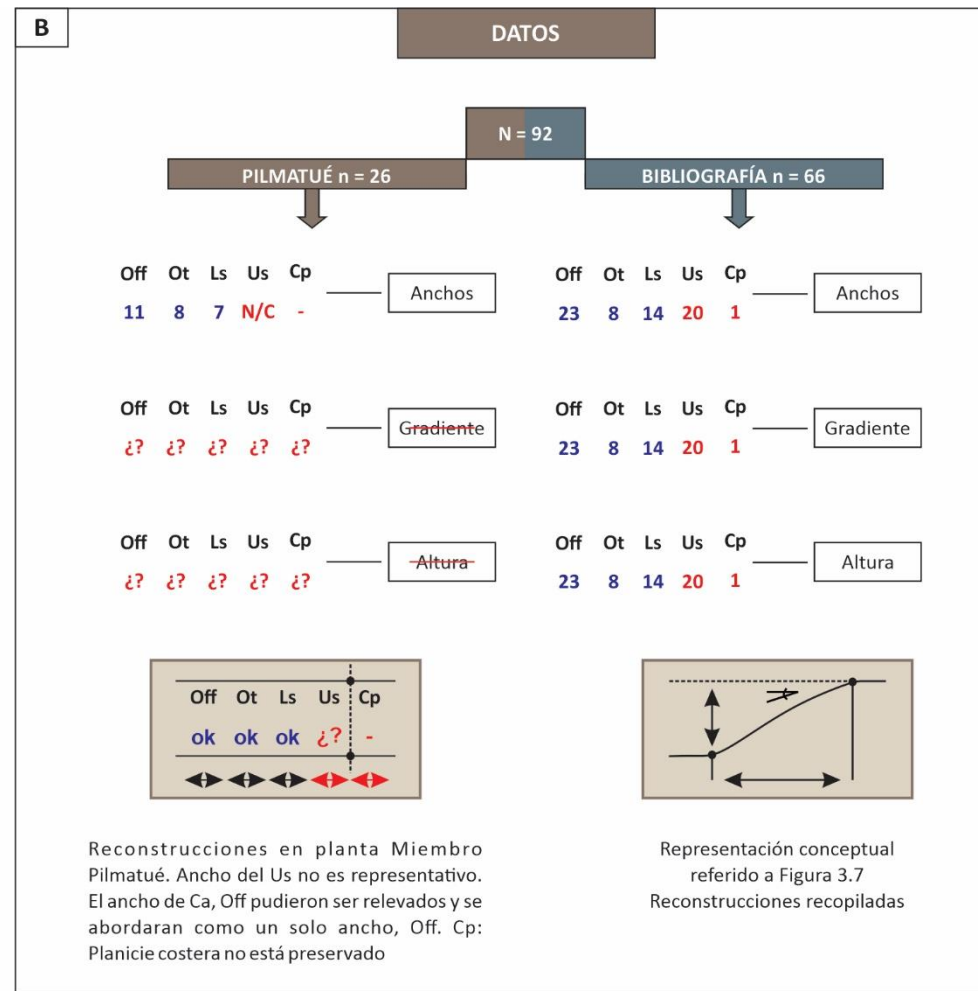 B
DATOS
N = 92
PILMATUÉ n = 26
BIBLIOGRAFÍA n = 66
Off Ot Ls Us Cp
11 8 7 N/C -
Anchos
Off Ot Ls Us Cp
23 8 14 20 1
Anchos
Off Ot Ls Us Cp
¿? ¿? ¿? ¿? ¿?
Gradiente
Off Ot Ls Us Cp
23 8 14 20 1
Gradiente
Off Ot Ls Us Cp
¿? ¿? ¿? ¿? ¿?
Altura
Off Ot Ls Us Cp
23 8 14 20 1
Altura
Off Ot Ls Us Cp
ok ok ok ¿? -
Reconstrucciones en planta Miembro
Pilmatué. Ancho del Us no es representativo.
El ancho de Ca, Off pudieron ser relevados y se
abordaran como un solo ancho, Off. Cp:
Planicie costera no está preservado
Representación conceptual
referido a Figura 3.7
Reconstrucciones recopiladas